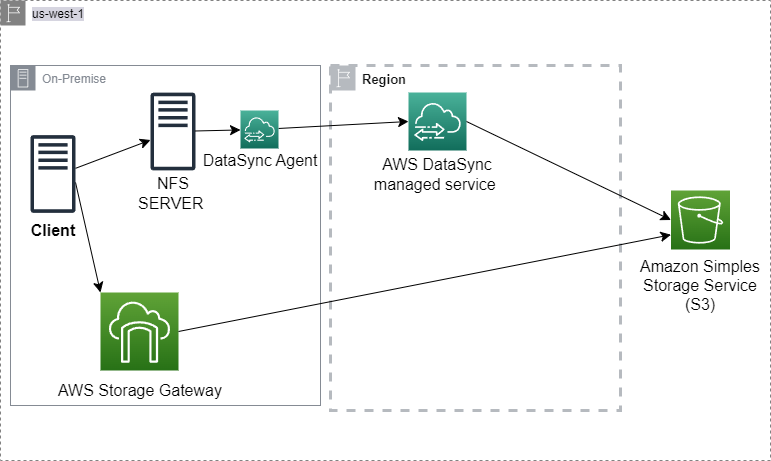 us-west-1
On-Premise
Region
DataSync Agent
AWS DataSync
managed service
NFS
SERVER
Client
Amazon Simples
Storage Service
(S3)
AWS Storage Gateway